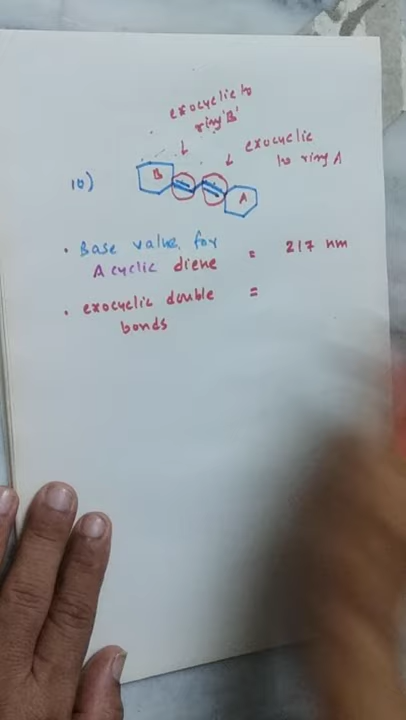 exocyclic to
ring 'B'
exocyclic
to ring A
10)
B
A
• Base value for
Acyclic diene = 217 nm
• exocyclic double =
bonds